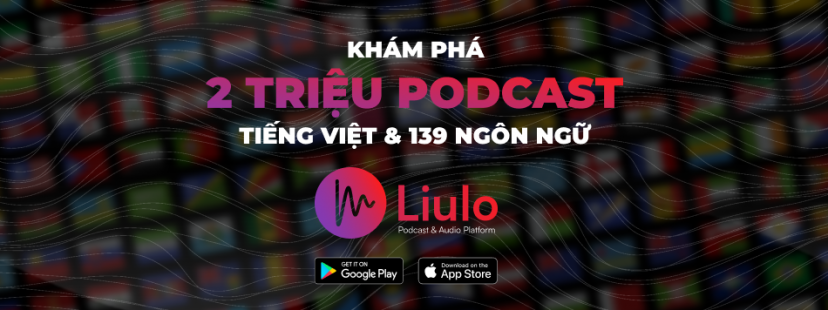 KHÁM PHÁ
2 TRIỆU PODCAST
TIẾNG VIỆT & 139 NGÔN NGỮ
Liulo
Podcast & Audio Platform
GET IT ON
Google Play
Download on the
App Store